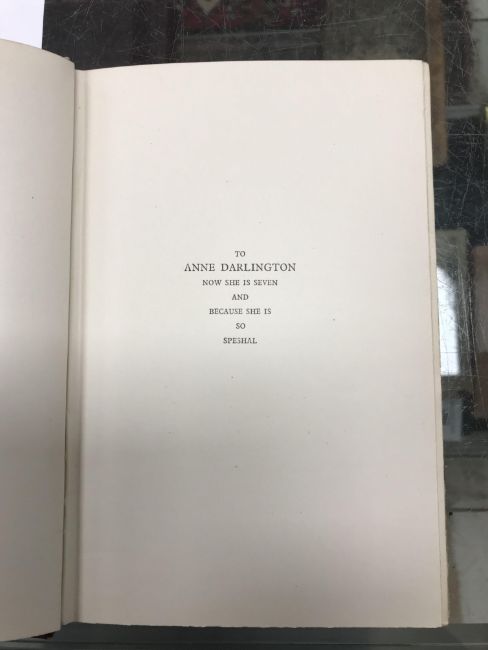 TO
ANNE DARLINGTON
NOW SHE IS SEVEN
AND
BECAUSE SHE IS
SO
SPESHAL